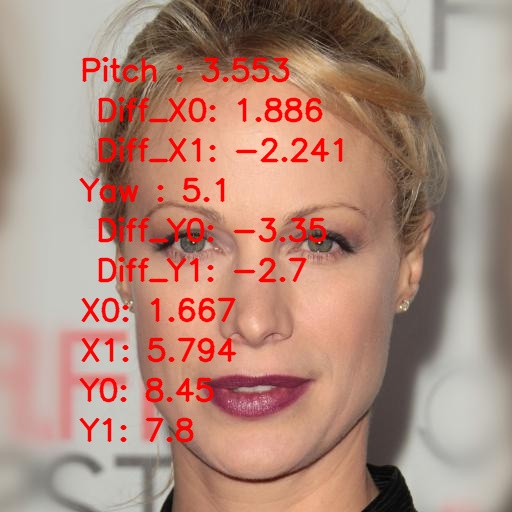 Pitch : 3.553
Diff_X0: 1.886
Diff_X1: -2.241
Yaw : 5.1
Diff_Y0: -3.35
Diff_Y1: -2.7
X0: 1.667
X1: 5.794
Y0: 8.45
Y1: 7.8